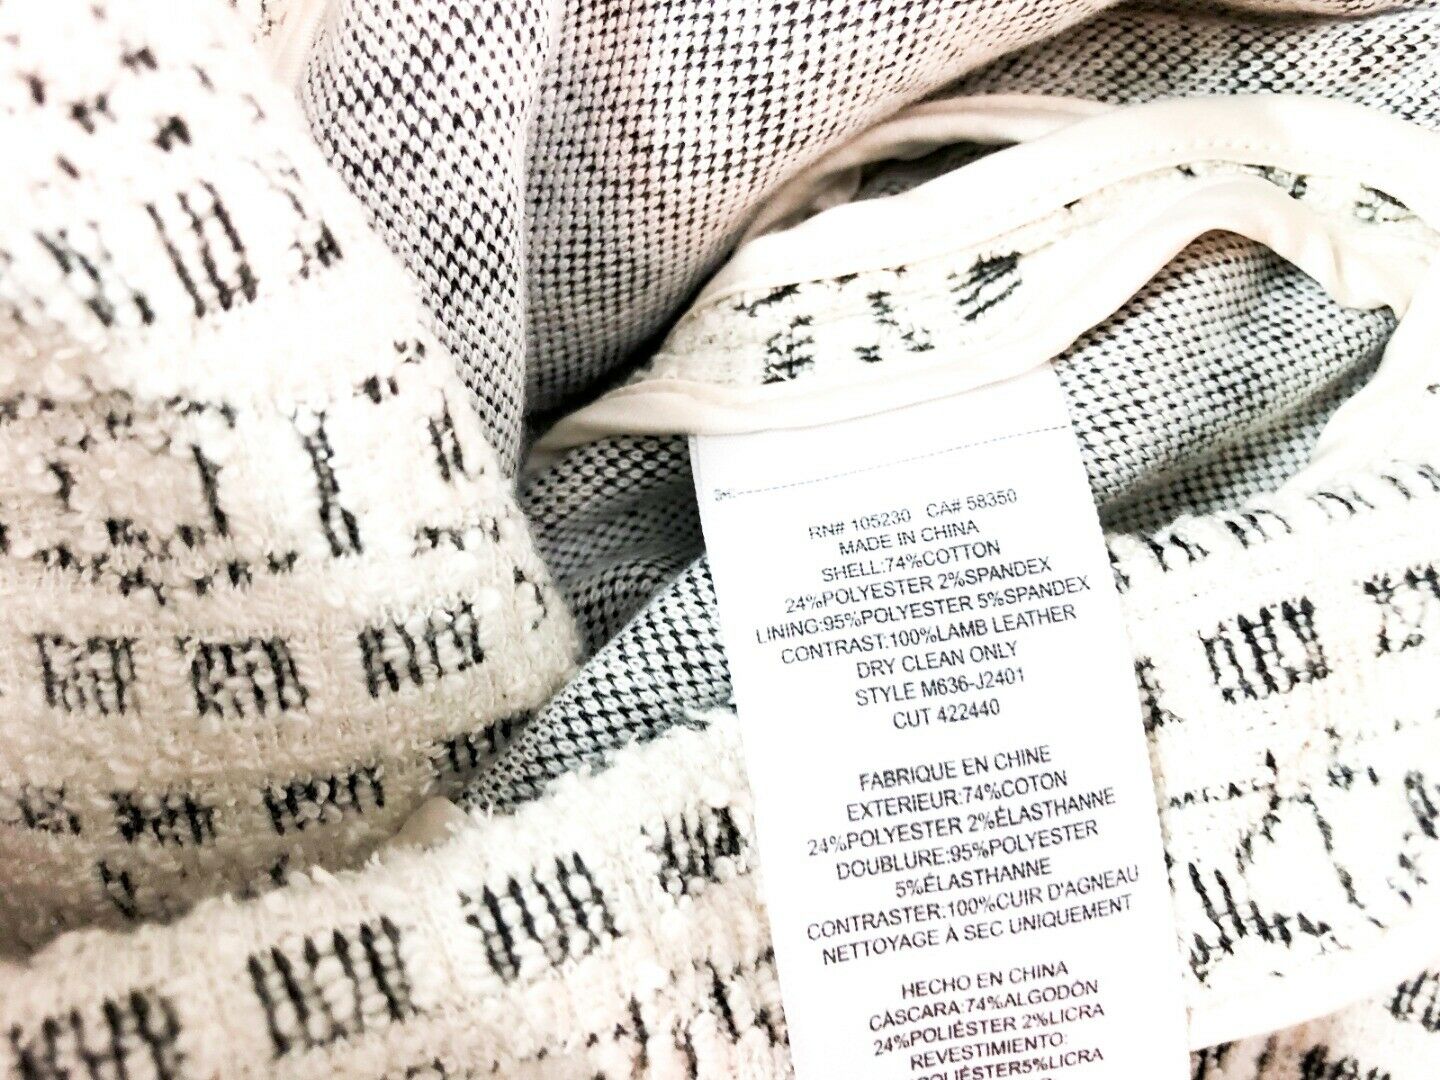 RN# 105230 CA# 58350
MADE IN CHINA
SHELL:74%COTTON
24%POLYESTER 2%SPANDEX
LINING:95%POLYESTER 5%SPANDEX
CONTRAST:100%LAMB LEATHER
DRY CLEAN ONLY
STYLE M636-J2401
CUT 422440
FABRIQUE EN CHINE
EXTERIEUR:74%COTON
24%POLYESTER 2%ÉLASTHANNE
DOUBLURE:95%POLYESTER
5%ÉLASTHANNE
CONTRASTER:100%CUIR D'AGNEAU
NETTOYAGE À SEC UNIQUEMENT
HECHO EN CHINA
CÁSCARA:74%ALGODÓN
24%POLIÉSTER 2%LICRA
REVESTIMIENTO:
POLIÉSTER5%LICRA